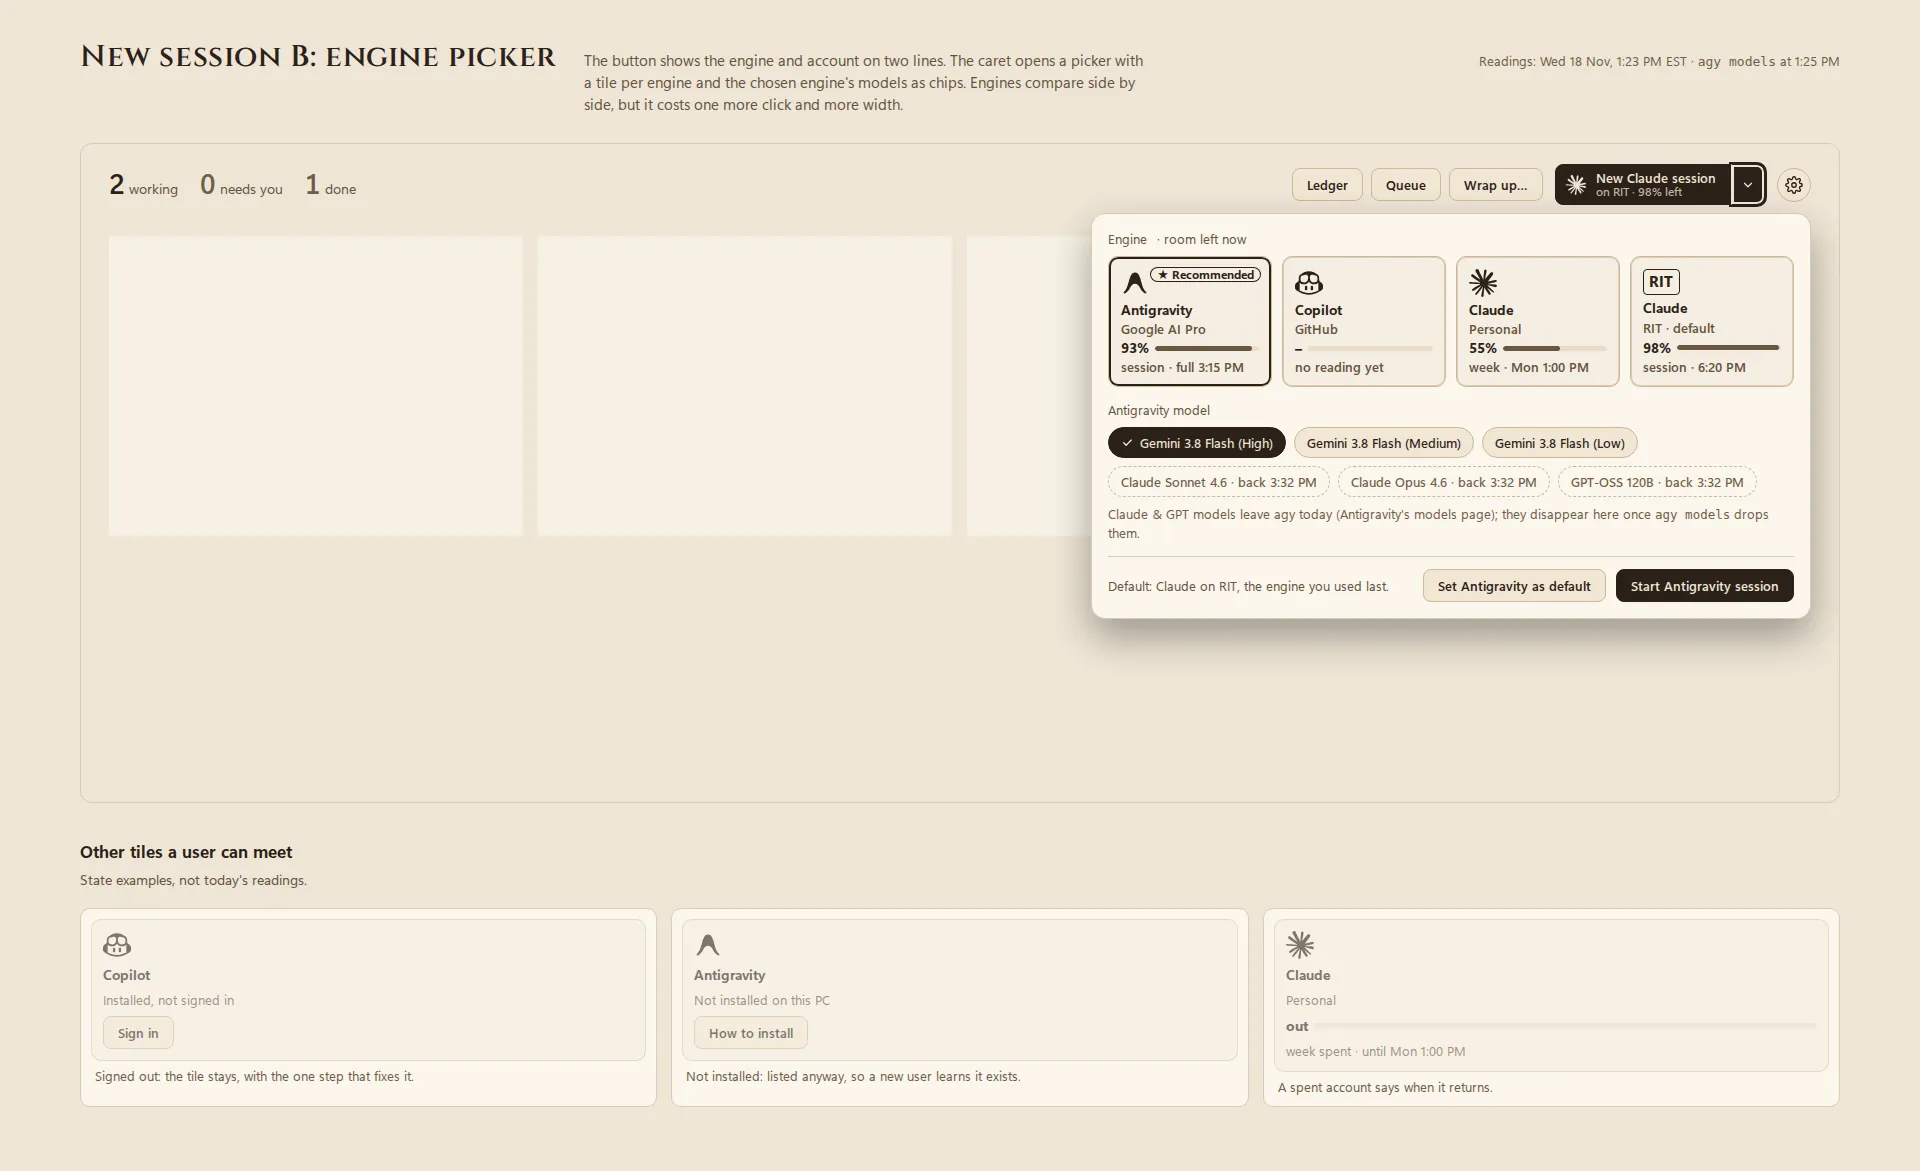 New session B: engine picker
The button shows the engine and account on two lines. The caret opens a picker with
a tile per engine and the chosen engine's models as chips. Engines compare side by
side, but it costs one more click and more width.
Readings: Wed 18 Nov, 1:23 PM EST · agy models at 1:25 PM
2 working 0 needs you 1 done
Ledger
Queue
Wrap up...
New Claude session
on RIT · 98% left
Engine · room left now
★ Recommended
Antigravity
Google AI Pro
93%
session · full 3:15 PM
Copilot
GitHub
–
no reading yet
Claude
Personal
55%
week · Mon 1:00 PM
RIT
Claude
RIT · default
98%
session · 6:20 PM
Antigravity model
✓ Gemini 3.8 Flash (High)
Gemini 3.8 Flash (Medium)
Gemini 3.8 Flash (Low)
Claude Sonnet 4.6 · back 3:32 PM
Claude Opus 4.6 · back 3:32 PM
GPT-OSS 120B · back 3:32 PM
Claude & GPT models leave agy today (Antigravity's models page); they disappear here once agy models drops
them.
Default: Claude on RIT, the engine you used last.
Set Antigravity as default
Start Antigravity session
Other tiles a user can meet
State examples, not today's readings.
Copilot
Installed, not signed in
Sign in
Signed out: the tile stays, with the one step that fixes it.
Antigravity
Not installed on this PC
How to install
Not installed: listed anyway, so a new user learns it exists.
Claude
Personal
out
week spent · until Mon 1:00 PM
A spent account says when it returns.